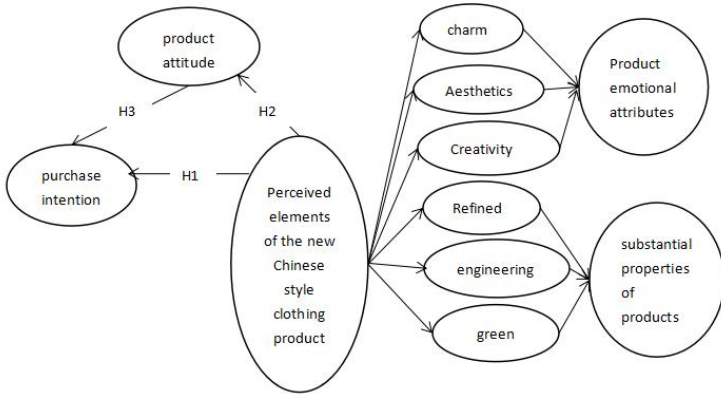 product
attitude
H3
H2
purchase
intention
H1
Perceived
elements
of the new
Chinese
style
clothing
product
charm
Aesthetics
Creativity
Refined
engineering
green
Product
emotional
attributes
substantial
properties
of
products